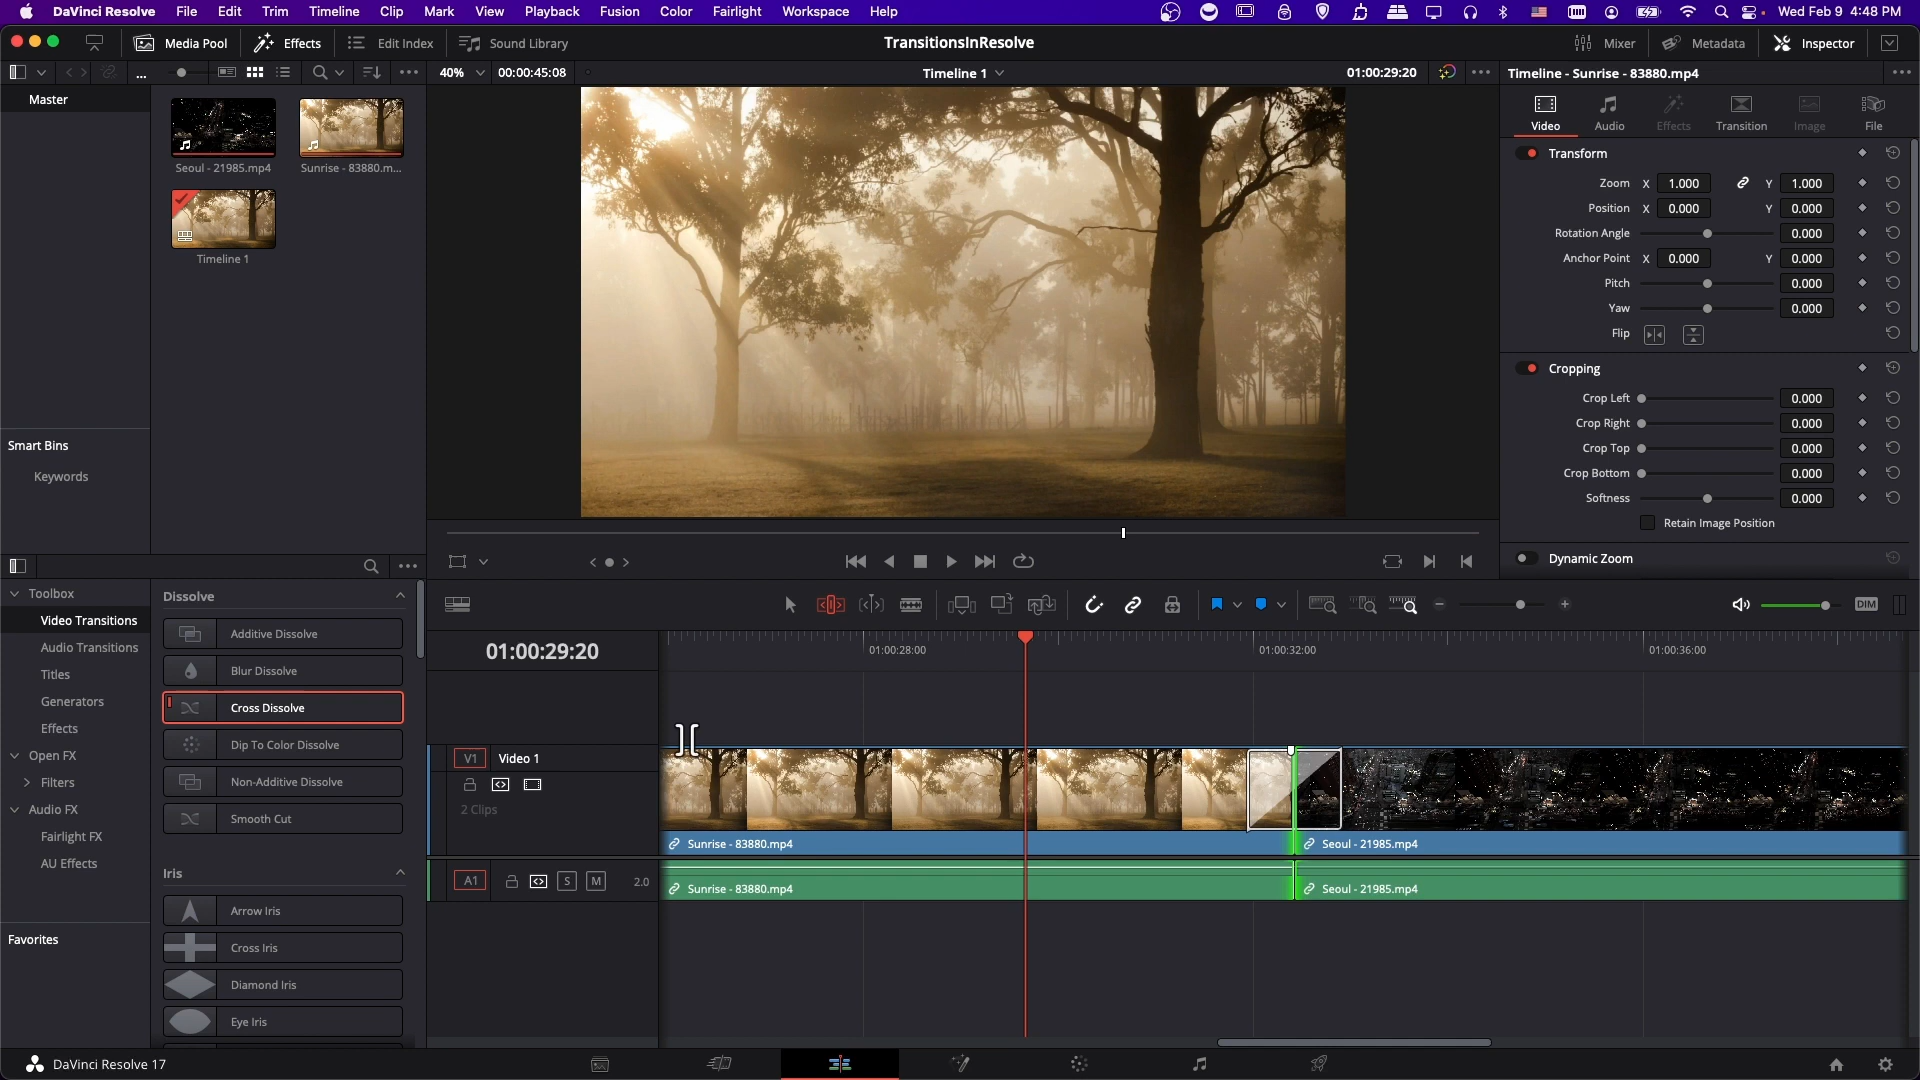 DaVinci Resolve File Edit Trim Timeline Clip Mark View Playback Fusion Color Fairlight Workspace Help Wed Feb 9 4:48 PM
Media Pool Effects Edit Index Sound Library TransitionsInResolve Mixer Metadata Inspector
... 40% 00:00:45:08 Timeline 1 01:00:29:20 Timeline - Sunrise - 83880.mp4
Master
Seoul - 21985.mp4 Sunrise - 83880.m...
Timeline 1
Smart Bins
Keywords
Video Audio Effects Transition Image File
Transform
Zoom X 1.000 Y 1.000
Position X 0.000 Y 0.000
Rotation Angle 0.000
Anchor Point X 0.000 Y 0.000
Pitch 0.000
Yaw 0.000
Flip
Cropping
Crop Left 0.000
Crop Right 0.000
Crop Top 0.000
Crop Bottom 0.000
Softness 0.000
Retain Image Position
Dynamic Zoom
Toolbox
Video Transitions
Audio Transitions
Titles
Generators
Effects
Open FX
Filters
Audio FX
Fairlight FX
AU Effects
Favorites
Dissolve
Additive Dissolve
Blur Dissolve
Cross Dissolve
Dip To Color Dissolve
Non-Additive Dissolve
Smooth Cut
Iris
Arrow Iris
Cross Iris
Diamond Iris
Eye Iris
DIM
01:00:29:20 01:00:28:00 01:00:32:00 01:00:36:00
V1 Video 1
2 Clips
Sunrise - 83880.mp4 Seoul - 21985.mp4
A1 S M 2.0 Sunrise - 83880.mp4 Seoul - 21985.mp4
DaVinci Resolve 17